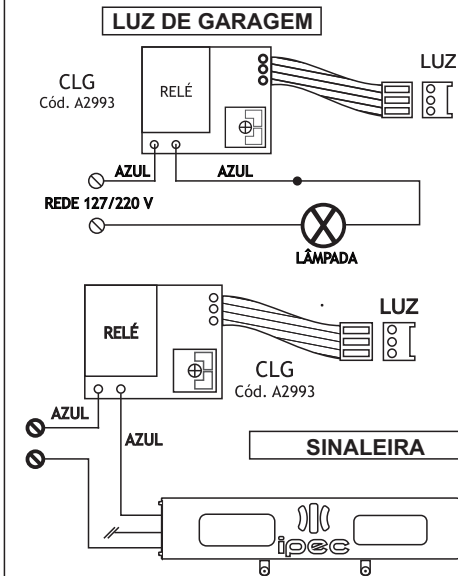 LUZ DE GARAGEM
CLG
Cód. A2993
RELÉ
LUZ
AZUL
AZUL
REDE 127/220 V
LÂMPADA
RELÉ
LUZ
CLG
Cód. A2993
AZUL
AZUL
SINALEIRA
ipec